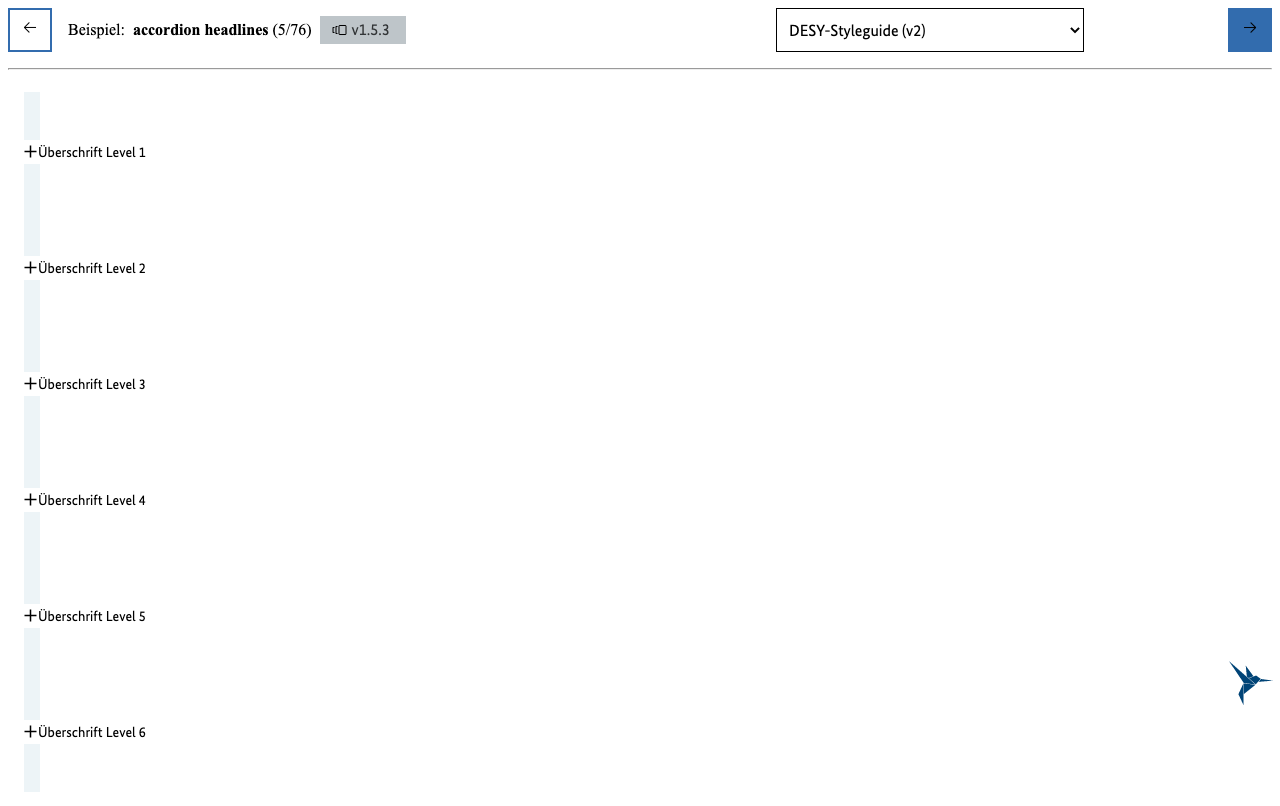 Beispiel: accordion headlines (5/76) v1.5.3 DESY-Styleguide (v2)
Überschrift Level 1
Überschrift Level 2
Überschrift Level 3
Überschrift Level 4
Überschrift Level 5
Überschrift Level 6